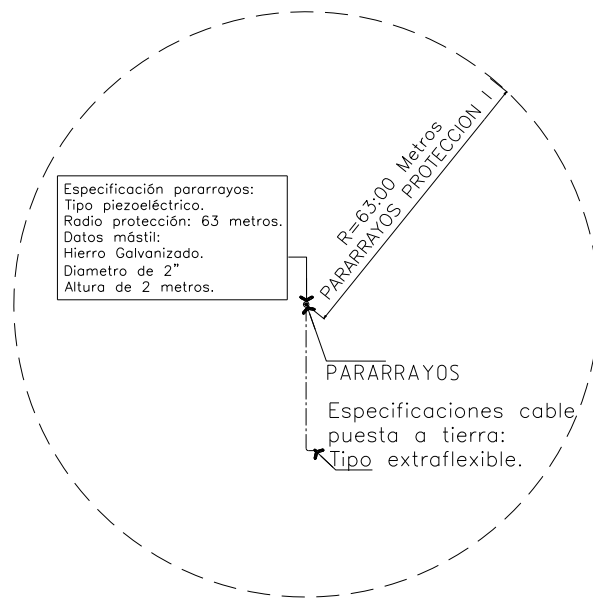 R=63:00 Metros
PARARRAYOS PROTECCION I
Especificación pararrayos:
Tipo piezoeléctrico.
Radio protección: 63 metros.
Datos mástil:
Hierro Galvanizado.
Diametro de 2"
Altura de 2 metros.
PARARRAYOS
Especificaciones cable
puesta a tierra:
Tipo extraflexible.